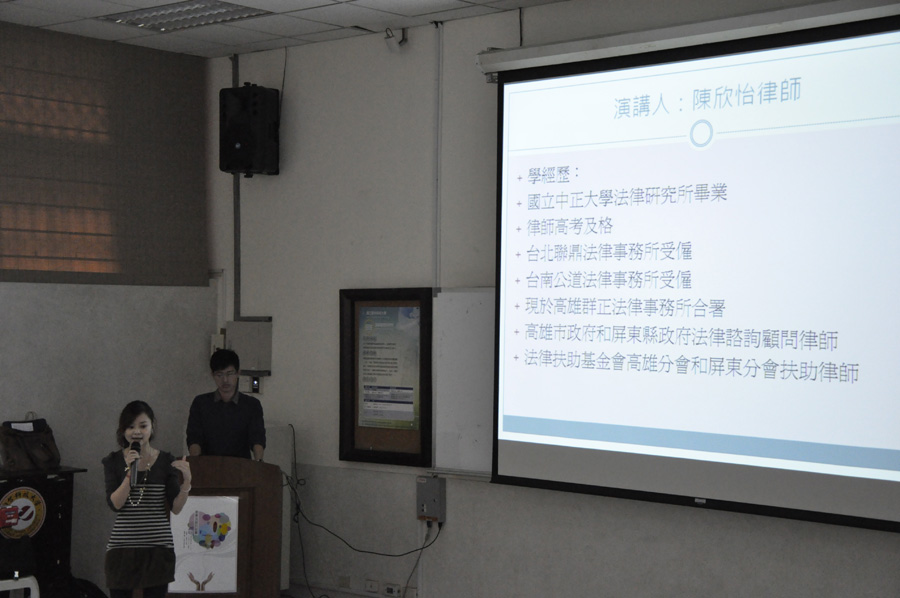 演講人：陳欣怡律師
+ 學經歷：
+ 國立中正大學法律研究所畢業
+ 律師高考及格
+ 台北聯鼎法律事務所受僱
+ 台南公道法律事務所受僱
+ 現於高雄群正法律事務所合署
+ 高雄市政府和屏東縣政府法律諮詢顧問律師
+ 法律扶助基金會高雄分會和屏東分會扶助律師